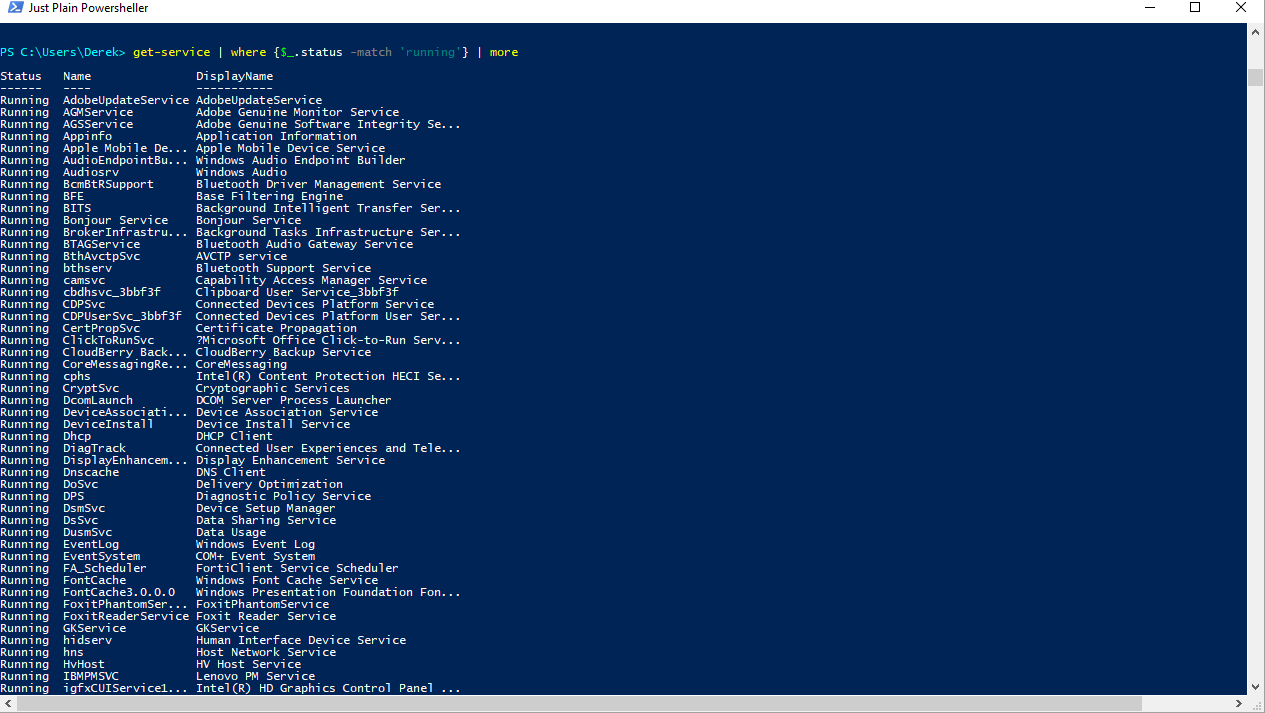 Just Plain Powersheller
PS C:\Users\Derek> get-service | where {$_.status -match 'running'} | more
Status   Name               DisplayName
------   ----               -----------
Running  AdobeUpdateService AdobeUpdateService
Running  AGMService         Adobe Genuine Monitor Service
Running  AGSService         Adobe Genuine Software Integrity Se...
Running  Appinfo            Application Information
Running  Apple Mobile De... Apple Mobile Device Service
Running  AudioEndpointBu... Windows Audio Endpoint Builder
Running  Audiosrv           Windows Audio
Running  BcmBtRSupport      Bluetooth Driver Management Service
Running  BFE                Base Filtering Engine
Running  BITS               Background Intelligent Transfer Ser...
Running  Bonjour Service    Bonjour Service
Running  BrokerInfrastru... Background Tasks Infrastructure Ser...
Running  BTAGService        Bluetooth Audio Gateway Service
Running  BthAvctpSvc        AVCTP service
Running  bthserv            Bluetooth Support Service
Running  camsvc             Capability Access Manager Service
Running  cbdhsvc_3bbf3f     Clipboard User Service_3bbf3f
Running  CDPSvc             Connected Devices Platform Service
Running  CDPUserSvc_3bbf3f  Connected Devices Platform User Ser...
Running  CertPropSvc        Certificate Propagation
Running  ClickToRunSvc      ?Microsoft Office Click-to-Run Serv...
Running  CloudBerry Back... CloudBerry Backup Service
Running  CoreMessagingRe... CoreMessaging
Running  cphs               Intel(R) Content Protection HECI Se...
Running  CryptSvc           Cryptographic Services
Running  DcomLaunch         DCOM Server Process Launcher
Running  DeviceAssociati... Device Association Service
Running  DeviceInstall      Device Install Service
Running  Dhcp               DHCP Client
Running  DiagTrack          Connected User Experiences and Tele...
Running  DisplayEnhancem... Display Enhancement Service
Running  Dnscache           DNS Client
Running  DoSvc              Delivery Optimization
Running  DPS                Diagnostic Policy Service
Running  DsmSvc             Device Setup Manager
Running  DsSvc              Data Sharing Service
Running  DusmSvc            Data Usage
Running  EventLog           Windows Event Log
Running  EventSystem        COM+ Event System
Running  FA_Scheduler       FortiClient Service Scheduler
Running  FontCache          Windows Font Cache Service
Running  FontCache3.0.0.0   Windows Presentation Foundation Fon...
Running  FoxitPhantomSer... FoxitPhantomService
Running  FoxitReaderService Foxit Reader Service
Running  GKService          GKService
Running  hidserv            Human Interface Device Service
Running  hns                Host Network Service
Running  HvHost             HV Host Service
Running  IBMPMSVC           Lenovo PM Service
Running  igfxCUIService1... Intel(R) HD Graphics Control Panel ...